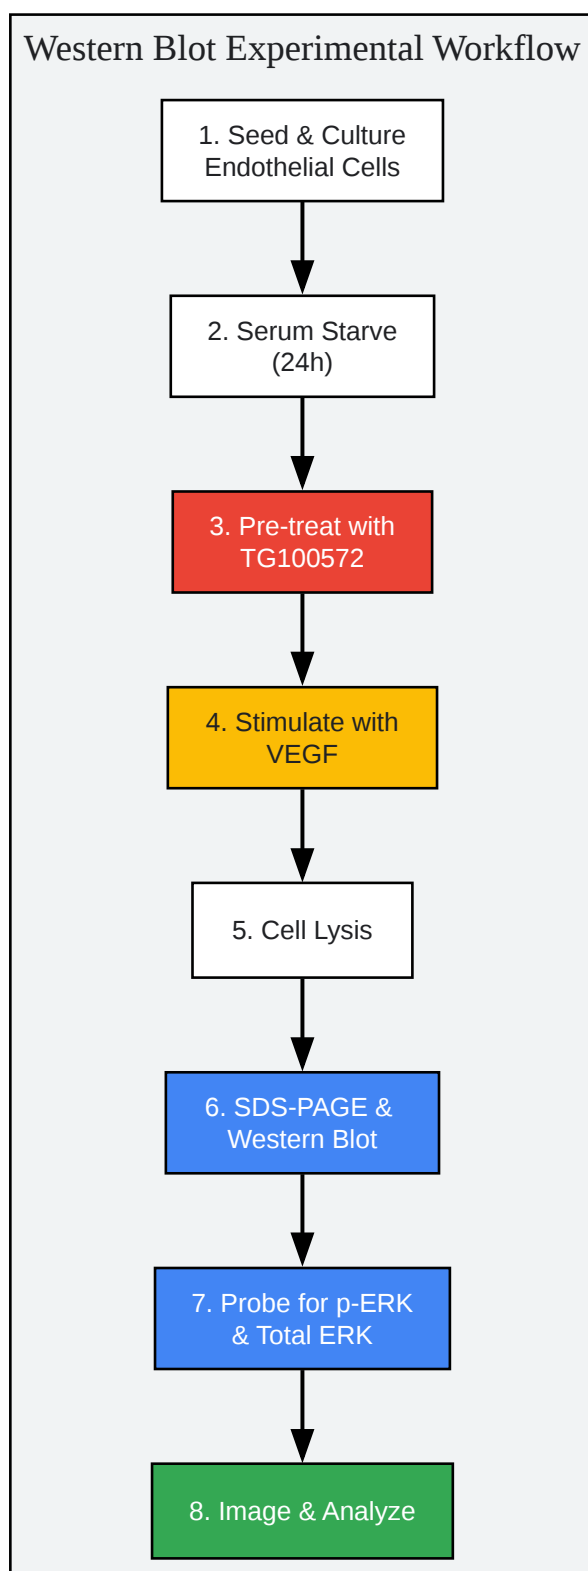 Western Blot Experimental Workflow
1. Seed & Culture
Endothelial Cells
2. Serum Starve
(24h)
3. Pre-treat with
TG100572
4. Stimulate with
VEGF
5. Cell Lysis
6. SDS-PAGE &
Western Blot
7. Probe for p-ERK
& Total ERK
8. Image & Analyze